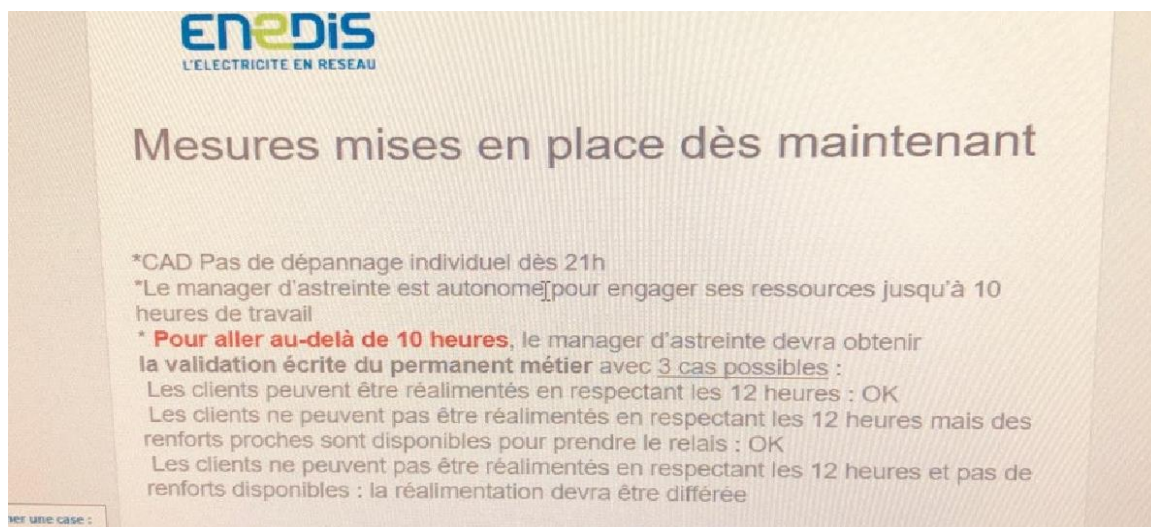 enedis
L'ELECTRICITE EN RESEAU
Mesures mises en place dès maintenant
*CAD Pas de dépannage individuel dès 21h
*Le manager d'astreinte est autonome pour engager ses ressources jusqu'à 10
heures de travail
* Pour aller au-delà de 10 heures, le manager d'astreinte devra obtenir
la validation écrite du permanent métier avec 3 cas possibles :
Les clients peuvent être réalimentés en respectant les 12 heures : OK
Les clients ne peuvent pas être réalimentés en respectant les 12 heures mais des
renforts proches sont disponibles pour prendre le relais : OK
Les clients ne peuvent pas être réalimentés en respectant les 12 heures et pas de
renforts disponibles : la réalimentation devra être différée
une case :